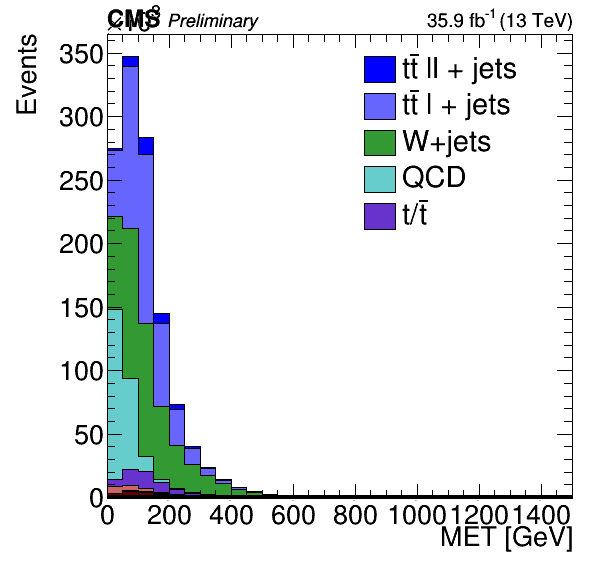 CMS Preliminary 35.9 fb⁻¹ (13 TeV)
×10³
Events
350
300
250
200
150
100
50
0
tt̄ ll + jets
tt̄ l + jets
W+jets
QCD
t/t̄
0 200 400 600 800 1000 1200 1400
MET [GeV]